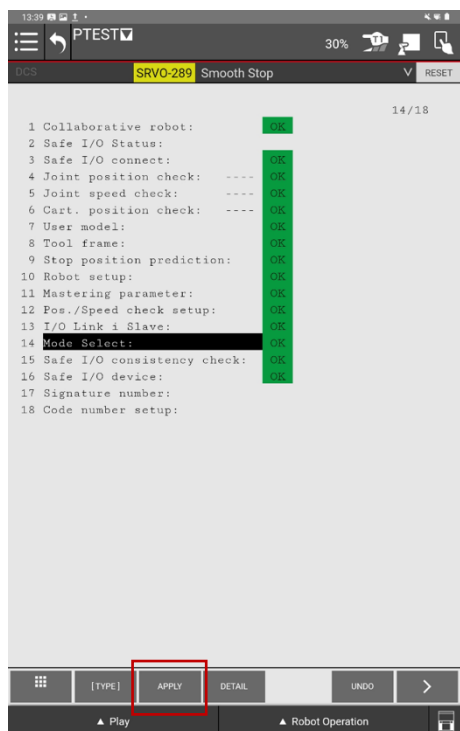 13:39
PTEST
30%
T1
DCS
SRVO-289 Smooth Stop
RESET
14/18
1 Collaborative robot: OK
2 Safe I/O Status:
3 Safe I/O connect: OK
4 Joint position check: ---- OK
5 Joint speed check: ---- OK
6 Cart. position check: ---- OK
7 User model: OK
8 Tool frame: OK
9 Stop position prediction: OK
10 Robot setup: OK
11 Mastering parameter: OK
12 Pos./Speed check setup: OK
13 I/O Link i Slave: OK
14 Mode Select: OK
15 Safe I/O consistency check: OK
16 Safe I/O device: OK
17 Signature number:
18 Code number setup:
[TYPE] APPLY DETAIL UNDO >
▲ Play ▲ Robot Operation